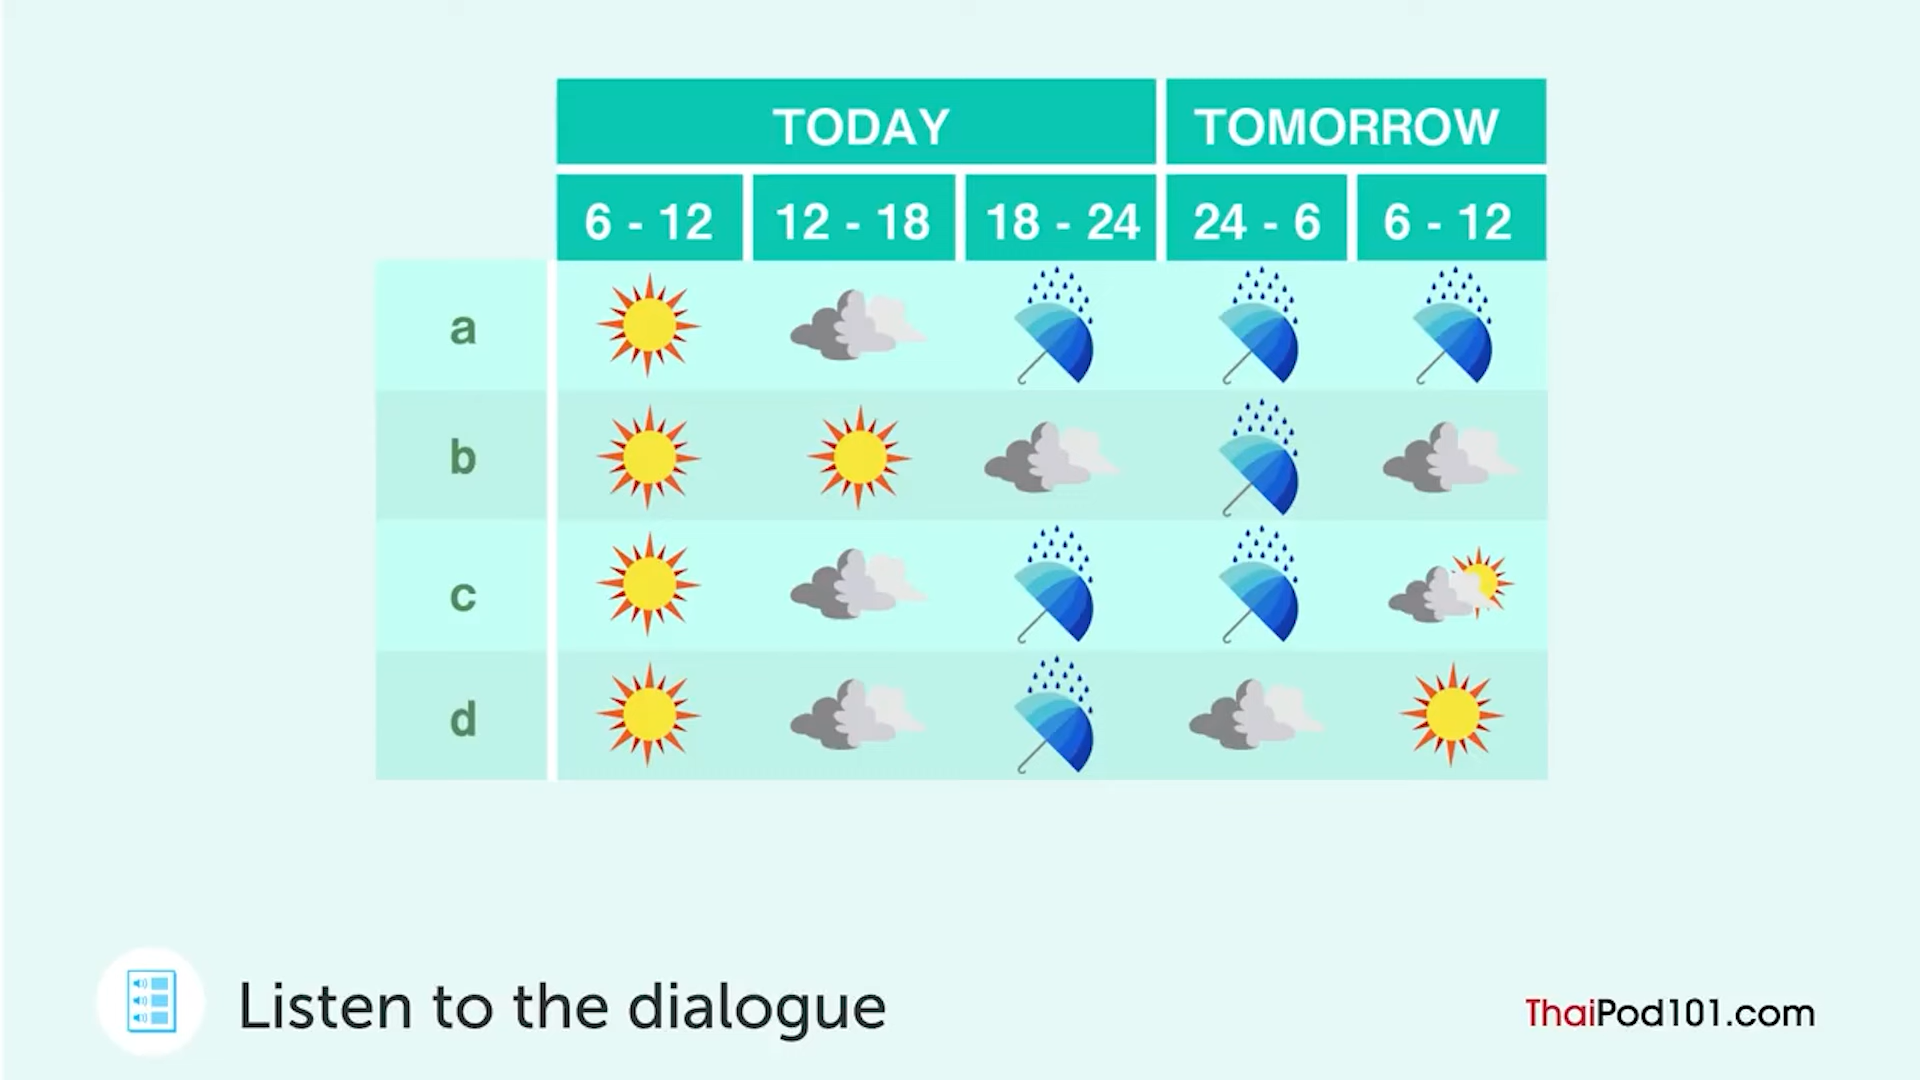 TODAY TOMORROW
6 - 12 12 - 18 18 - 24 24 - 6 6 - 12
a
b
c
d
Listen to the dialogue
ThaiPod101.com